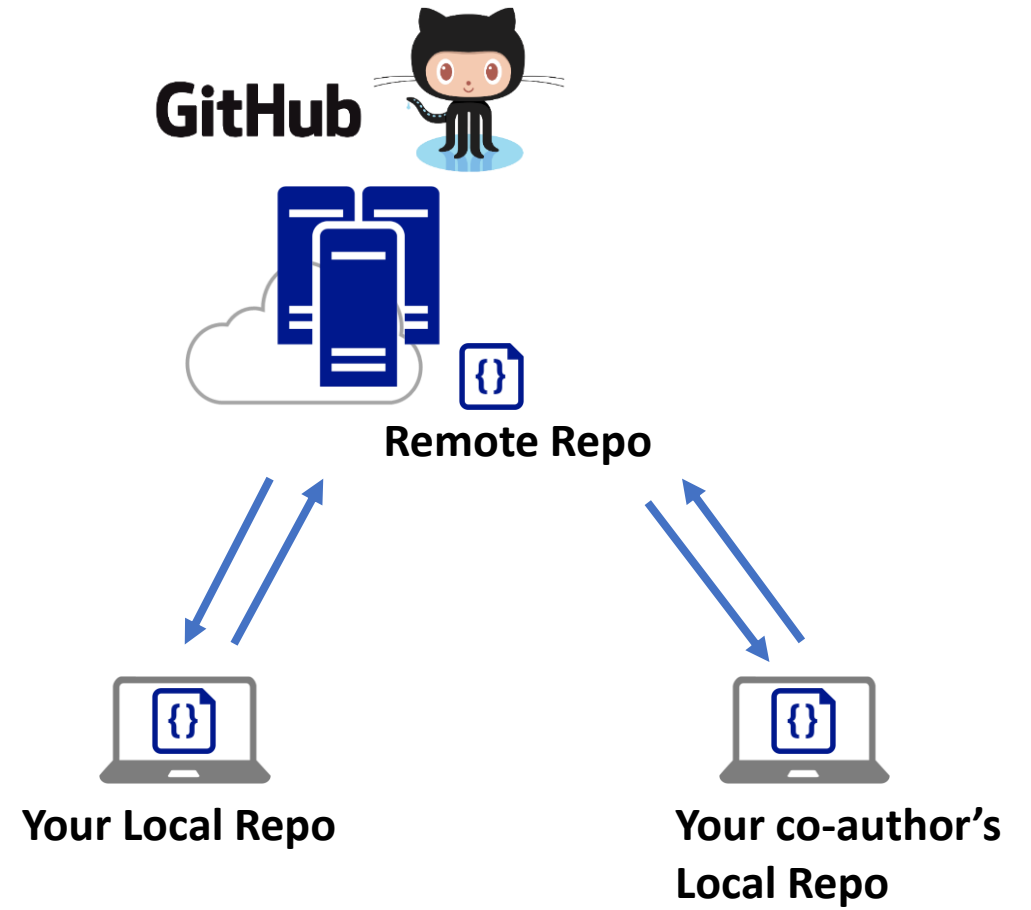 GitHub
{}
Remote Repo
{}
{}
Your Local Repo
Your co-author’s
Local Repo